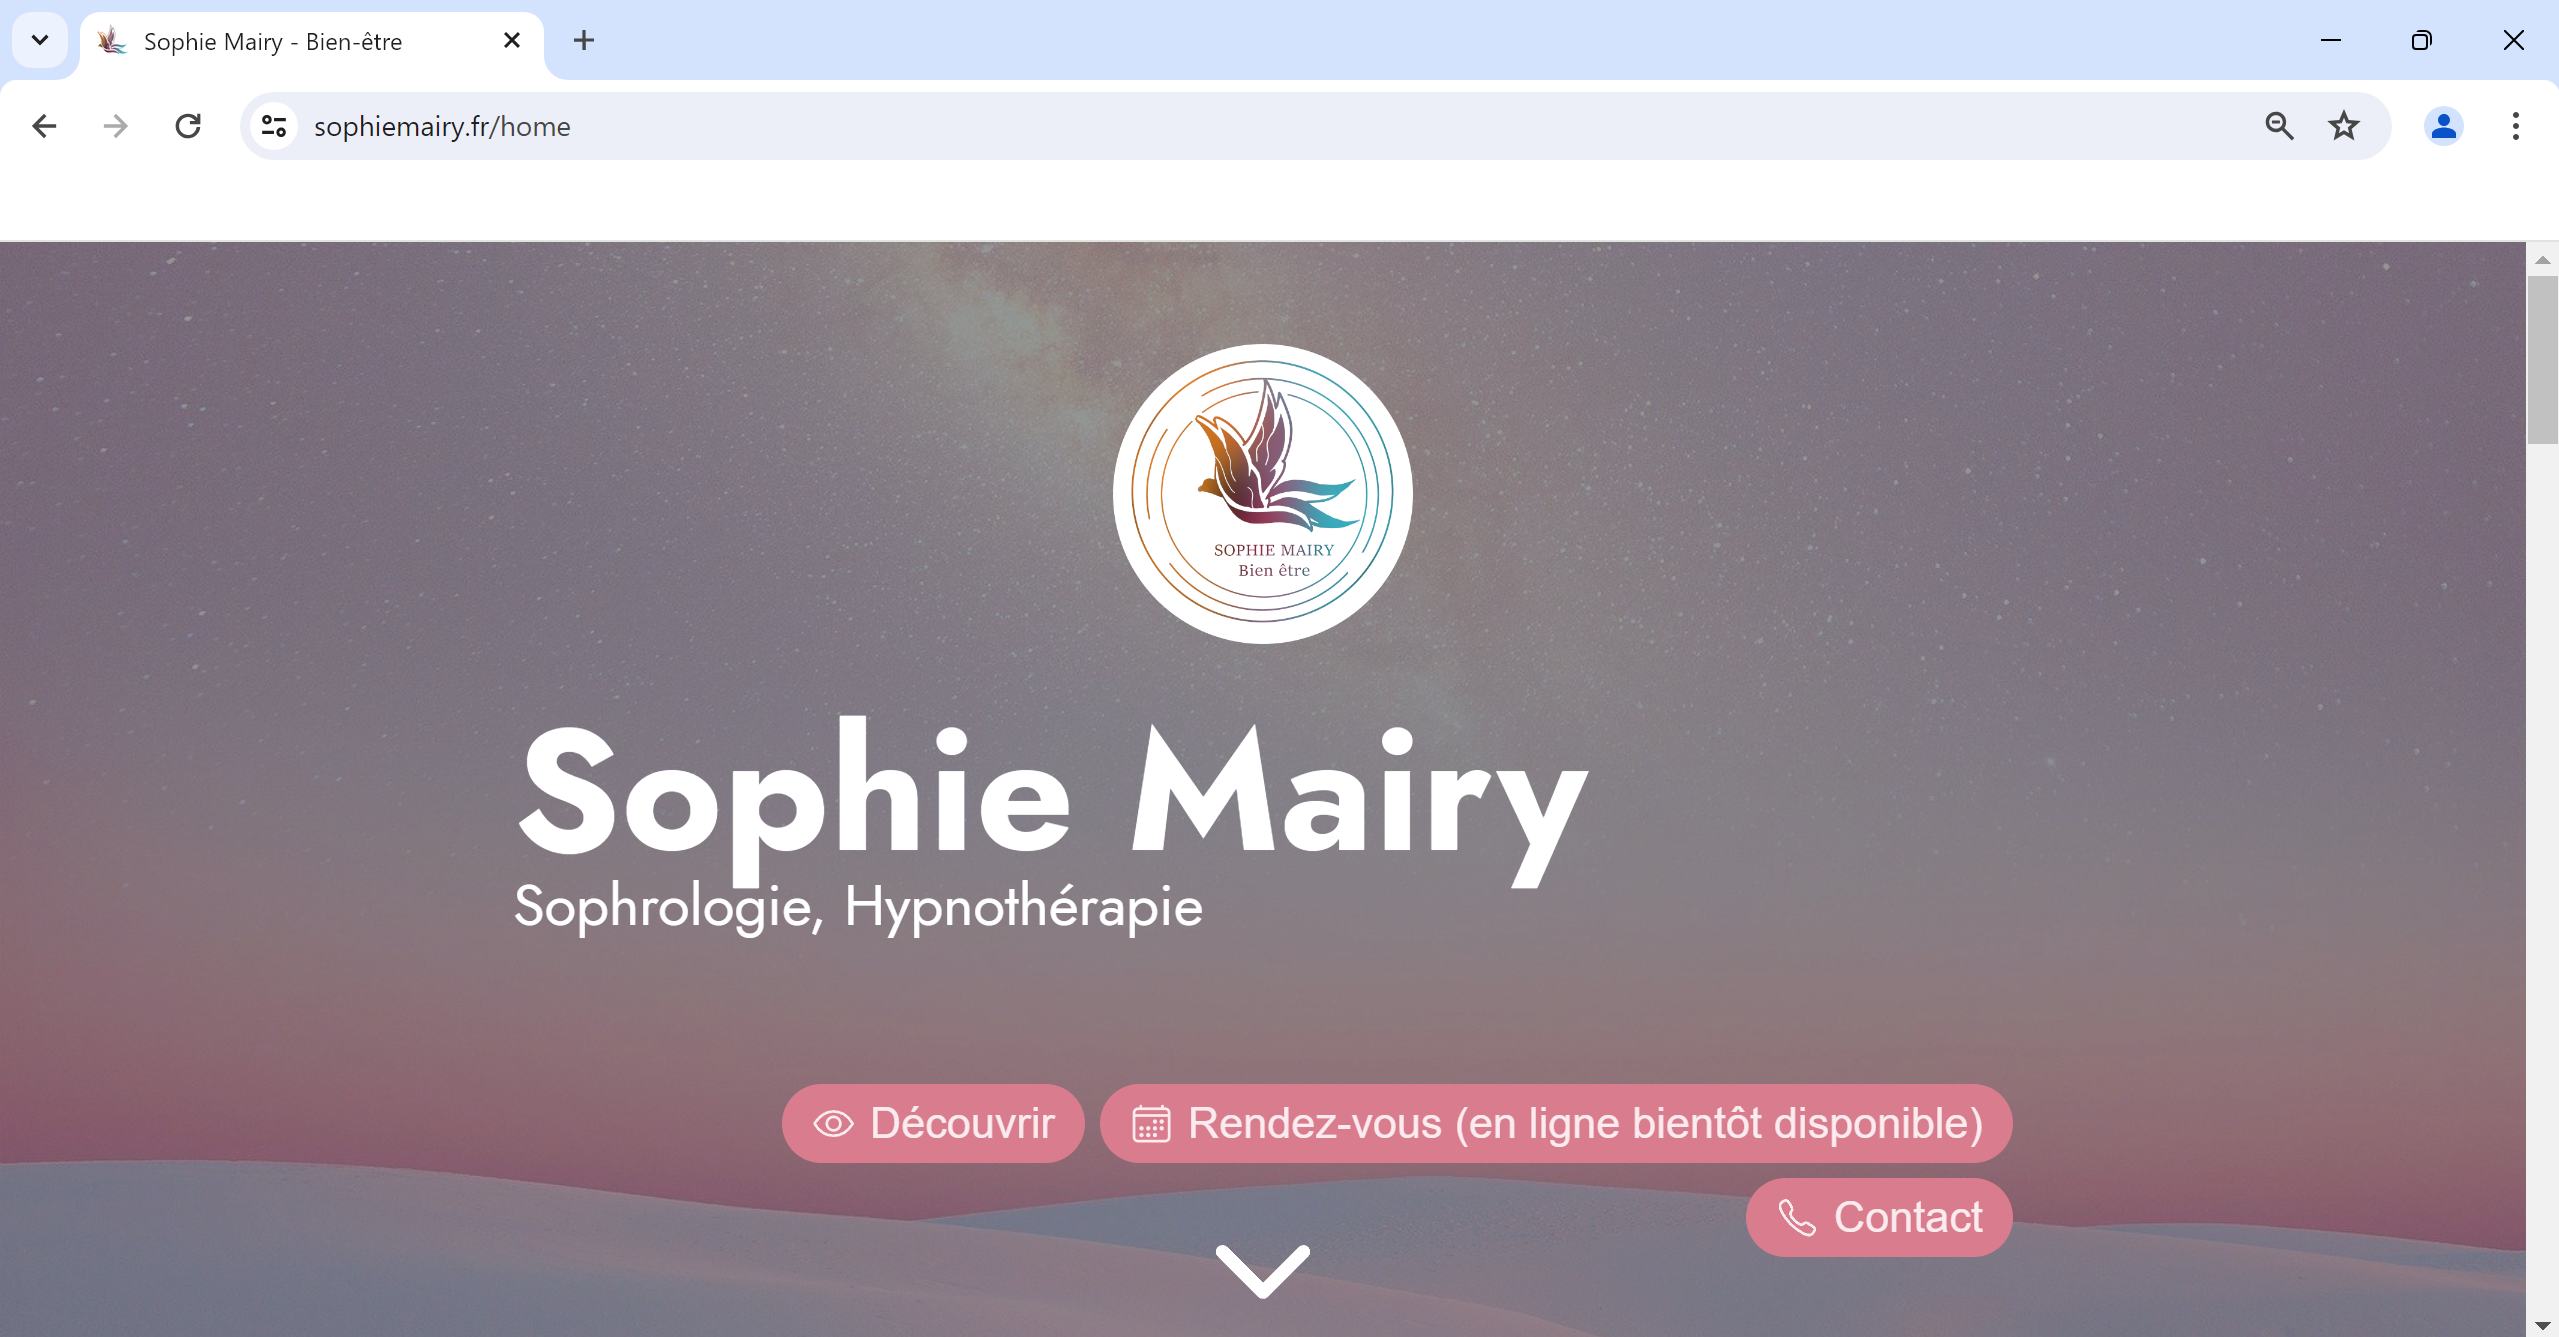 Sophie Mairy - Bien-être
sophiemairy.fr/home
SOPHIE MAIRY
Bien être
Sophie Mairy
Sophrologie, Hypnothérapie
Découvrir
Rendez-vous (en ligne bientôt disponible)
Contact